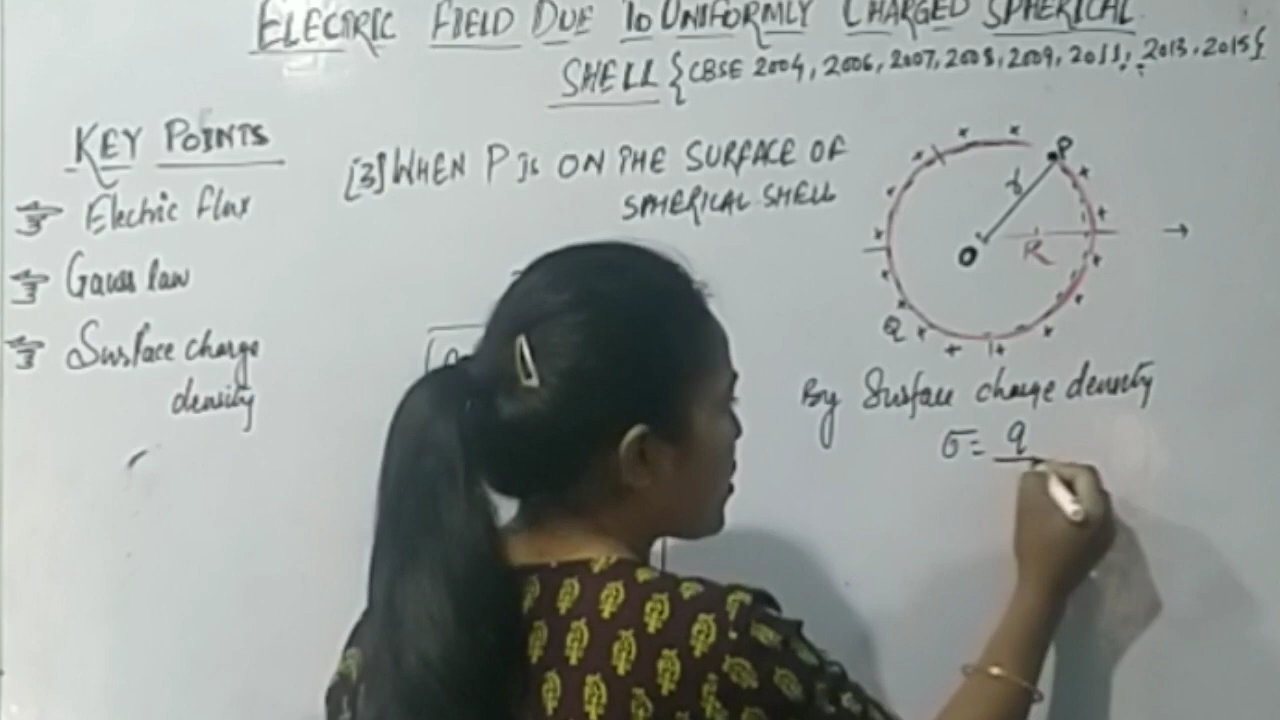 ELECTRIC FIELD DUE TO UNIFORMLY CHARGED SPHERICAL
SHELL {CBSE 2004, 2006, 2007, 2008, 2009, 2011, 2013, 2015}
KEY POINTS
Electric flux
Gauss law
Surface charge
density
[3] WHEN P is ON THE SURFACE OF
SPHERICAL SHELL
P
O
R
Q
By Surface charge density
σ = q